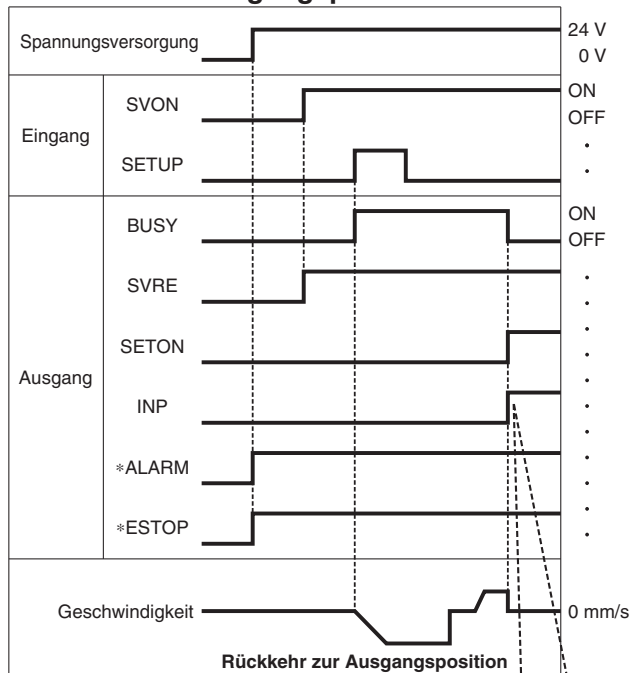 Spannungsversorgung
24 V
0 V
Eingang
SVON
ON
OFF
SETUP
Ausgang
BUSY
ON
OFF
SVRE
SETON
INP
*ALARM
*ESTOP
Geschwindigkeit
0 mm/s
Rückkehr zur Ausgangsposition